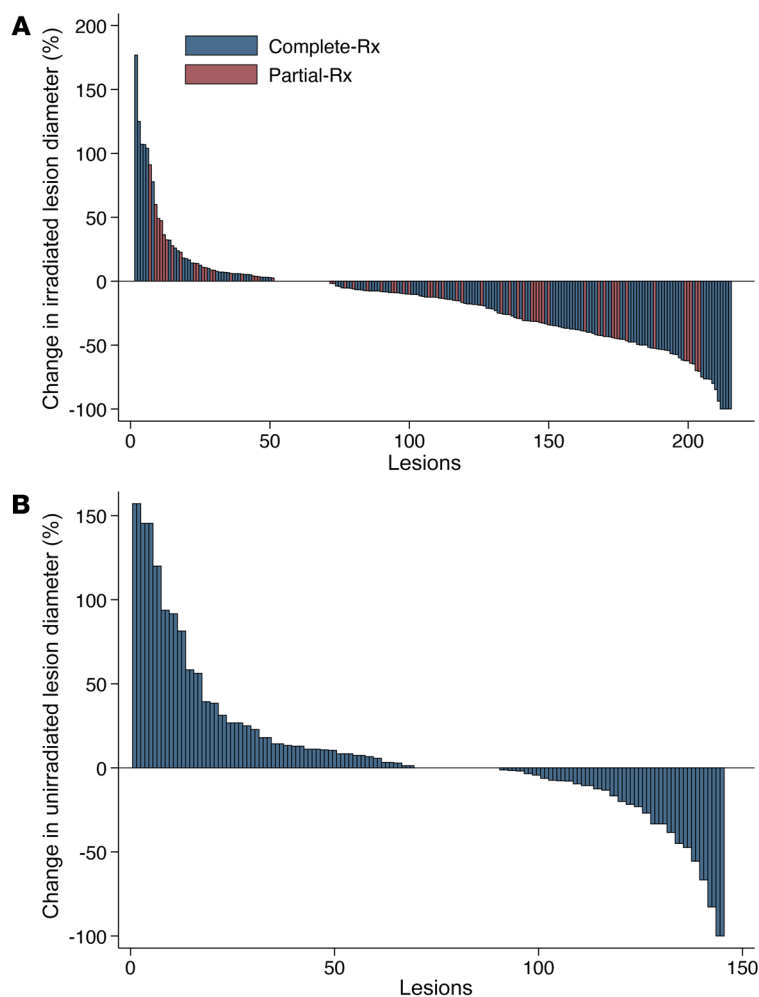 A
Change in irradiated lesion diameter (%)
200
150
100
50
0
-50
-100
Complete-Rx
Partial-Rx
0 50 100 150 200
Lesions
B
Change in unirradiated lesion diameter (%)
150
100
50
0
-50
-100
0 50 100 150
Lesions